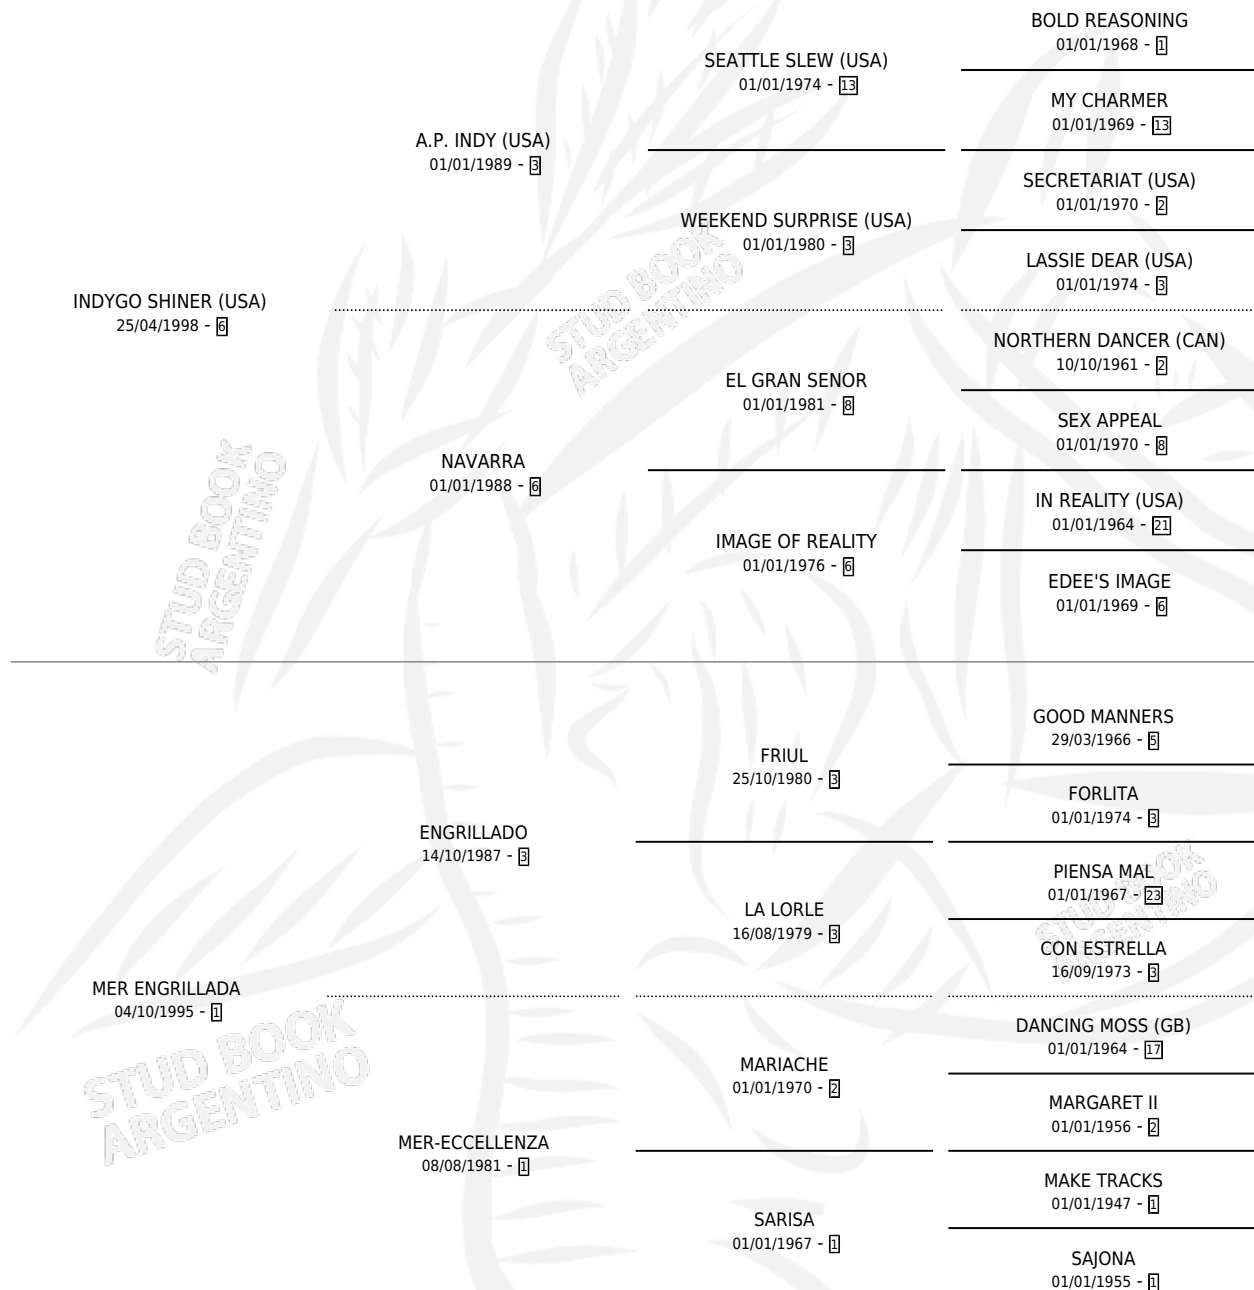 BOLD REASONING
01/01/1968 - 1
SEATTLE SLEW (USA)
01/01/1974 - 13
MY CHARMER
01/01/1969 - 13
A.P. INDY (USA)
01/01/1989 - 3
SECRETARIAT (USA)
01/01/1970 - 2
WEEKEND SURPRISE (USA)
01/01/1980 - 3
LASSIE DEAR (USA)
01/01/1974 - 3
INDYGO SHINER (USA)
25/04/1998 - 6
NORTHERN DANCER (CAN)
10/10/1961 - 2
EL GRAN SENOR
01/01/1981 - 8
SEX APPEAL
01/01/1970 - 8
NAVARRA
01/01/1988 - 6
IN REALITY (USA)
01/01/1964 - 21
IMAGE OF REALITY
01/01/1976 - 6
EDEE'S IMAGE
01/01/1969 - 6
GOOD MANNERS
29/03/1966 - 5
FRIUL
25/10/1980 - 3
FORLITA
01/01/1974 - 3
ENGRILLADO
14/10/1987 - 3
PIENSA MAL
01/01/1967 - 23
LA LORLE
16/08/1979 - 3
CON ESTRELLA
16/09/1973 - 3
MER ENGRILLADA
04/10/1995 - 1
DANCING MOSS (GB)
01/01/1964 - 17
MARIACHE
01/01/1970 - 2
MARGARET II
01/01/1956 - 2
MER-ECCELLENZA
08/08/1981 - 1
MAKE TRACKS
01/01/1947 - 1
SARISA
01/01/1967 - 1
SAJONA
01/01/1955 - 1
STUD BOOK
ARGENTINO
STUD BOOK
ARGENTINO
STUD BOOK
ARGENTINO
STUD BOOK
ARGENTINO